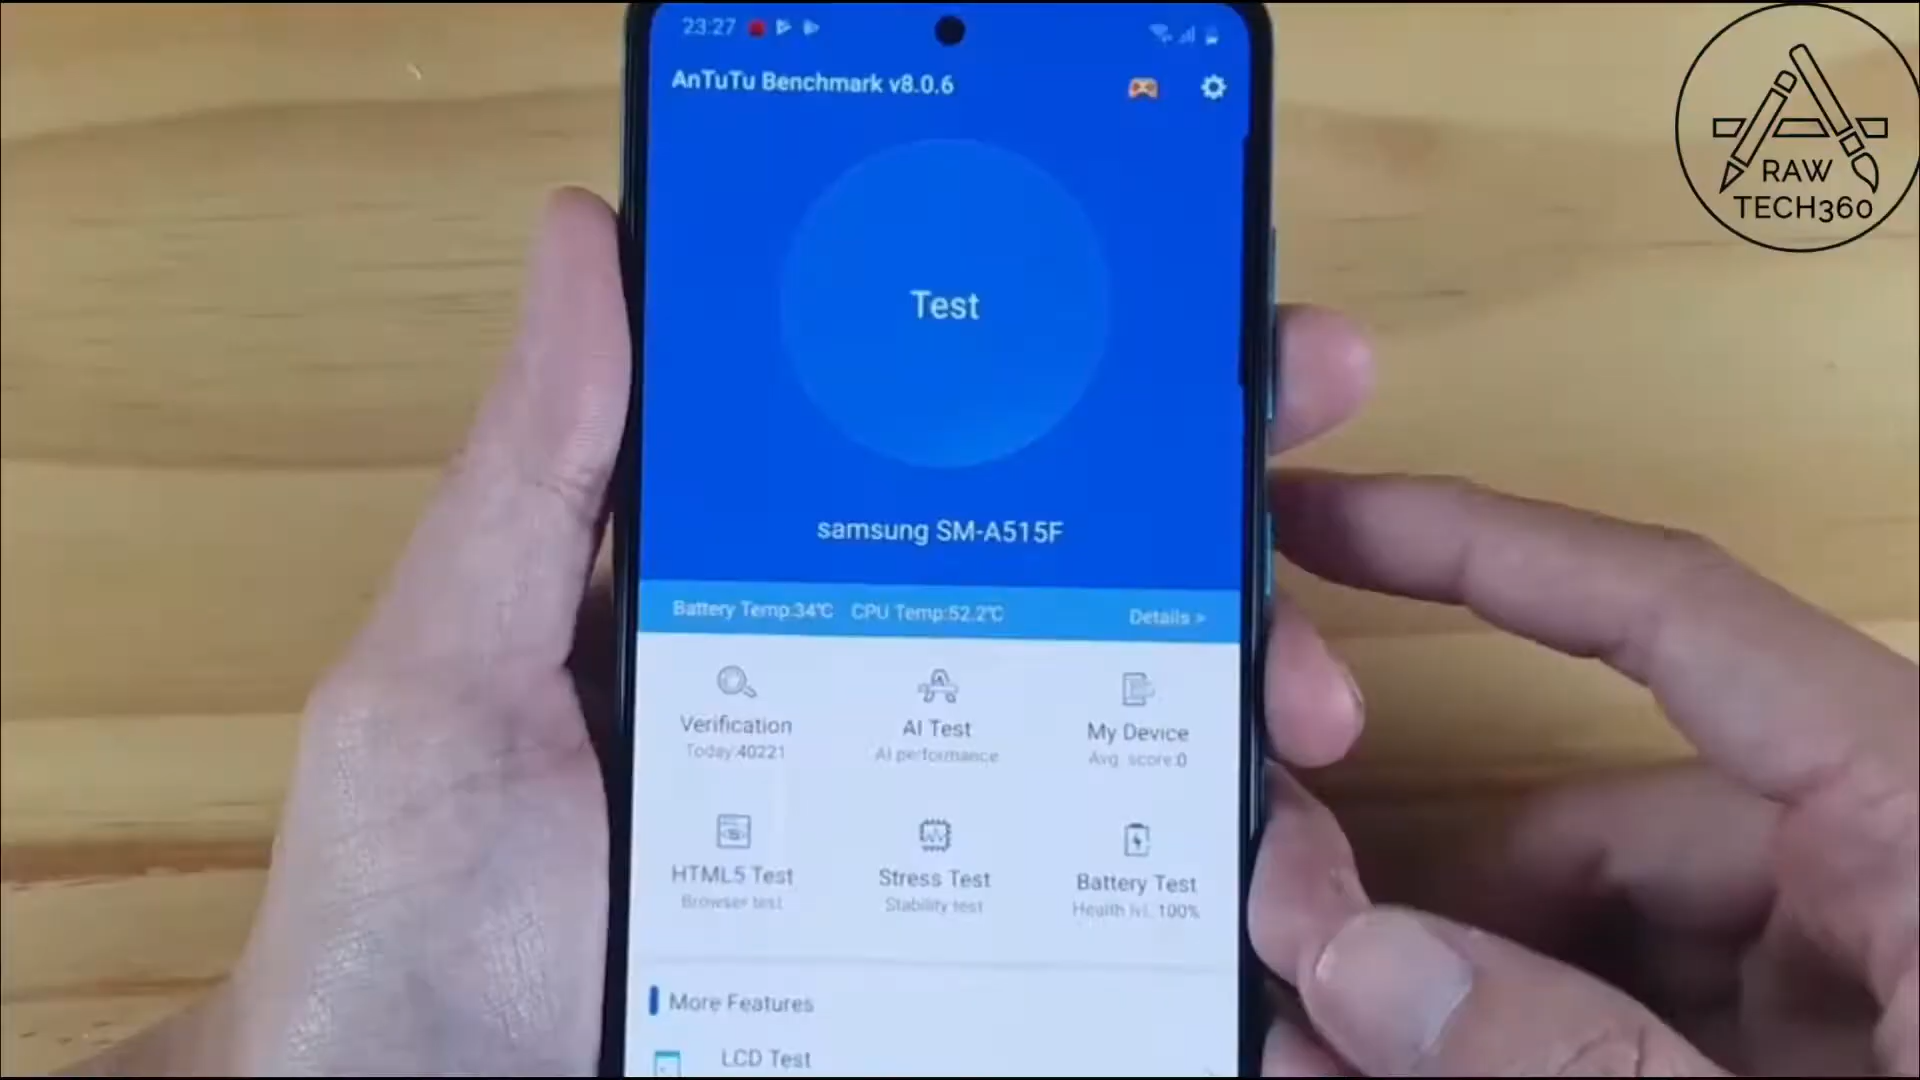 23:27
AnTuTu Benchmark v8.0.6
RAW
TECH360
Test
samsung SM-A515F
Battery Temp:34℃ CPU Temp:52.2℃ Details >
Verification
Today:40221
AI Test
AI performance
My Device
Avg. score:0
HTML5 Test
Browser test
Stress Test
Stability test
Battery Test
Health lvl: 100%
More Features
LCD Test